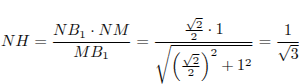 NH = \frac{NB_1 \cdot NM}{MB_1} = \frac{\frac{\sqrt{2}}{2} \cdot 1}{\sqrt{\left(\frac{\sqrt{2}}{2}\right)^2 + 1^2}} = \frac{1}{\sqrt{3}}